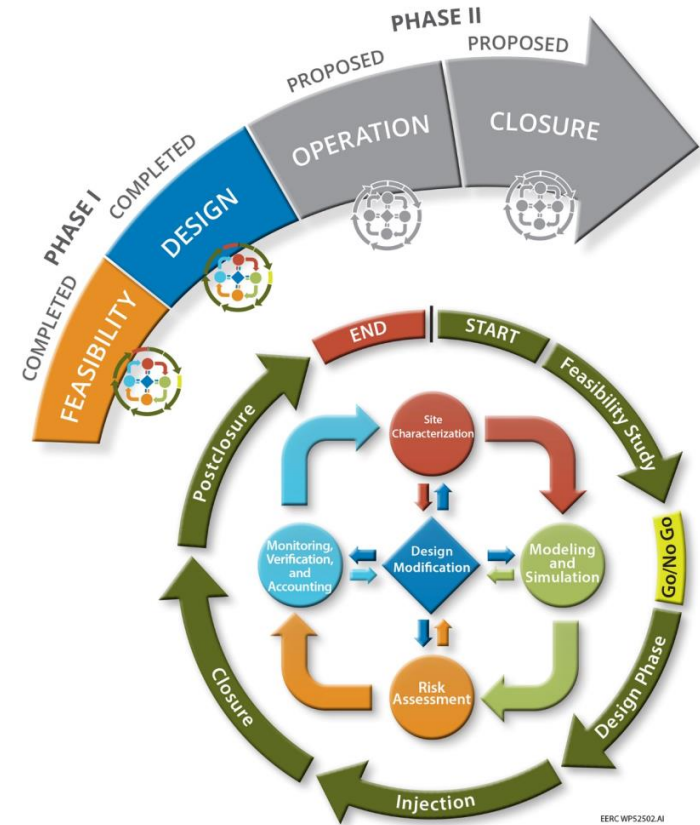 PHASE II
PROPOSED
PROPOSED
OPERATION
CLOSURE
PHASE I
COMPLETED
DESIGN
COMPLETED
FEASIBILITY
END
START
Feasibility Study
Go/No Go
Design Phase
Injection
Closure
Postclosure
Site
Characterization
Modeling
and
Simulation
Risk
Assessment
Monitoring,
Verification,
and
Accounting
Design
Modification
EERC WPS2502.AI